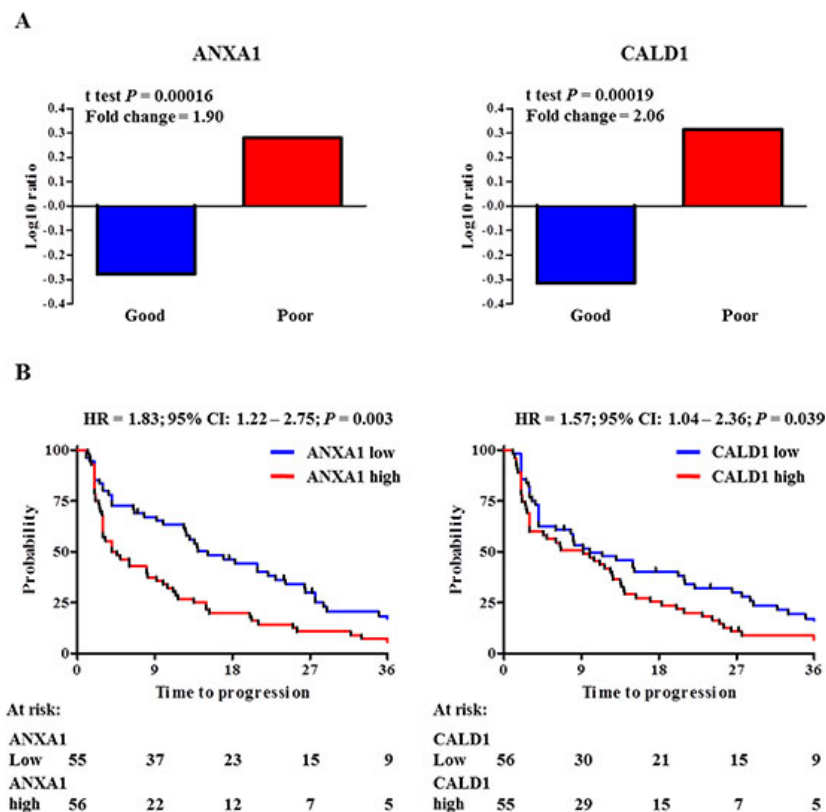 A
ANXA1
t test P = 0.00016
Fold change = 1.90
Log10 ratio
0.4
0.3
0.2
0.1
-0.0
-0.1
-0.2
-0.3
-0.4
Good Poor
CALD1
t test P = 0.00019
Fold change = 2.06
Log10 ratio
0.4
0.3
0.2
0.1
-0.0
-0.1
-0.2
-0.3
-0.4
Good Poor
B
HR = 1.83; 95% CI: 1.22 – 2.75; P = 0.003
ANXA1 low
ANXA1 high
Probability
100
75
50
25
0
0 9 18 27 36
Time to progression
At risk:
ANXA1
Low 55 37 23 15 9
ANXA1
high 56 22 12 7 5
HR = 1.57; 95% CI: 1.04 – 2.36; P = 0.039
CALD1 low
CALD1 high
Probability
100
75
50
25
0
0 9 18 27 36
Time to progression
At risk:
CALD1
Low 56 30 21 15 9
CALD1
high 55 29 15 7 5